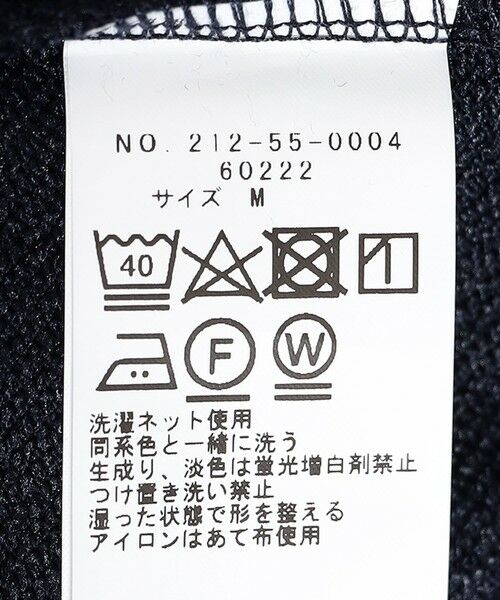 NO. 212-55-0004
60222
サイズ M
40
F W
洗濯ネット使用
同系色と一緒に洗う
生成り、淡色は蛍光増白剤禁止
つけ置き洗い禁止
湿った状態で形を整える
アイロンはあて布使用